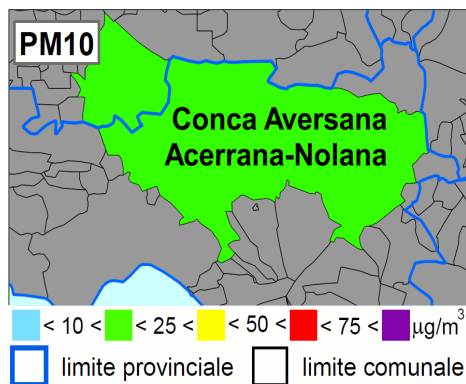 PM10
Conca Aversana
Acerrana-Nolana
< 10 < < 25 < < 50 < < 75 < µg/m³
limite provinciale limite comunale